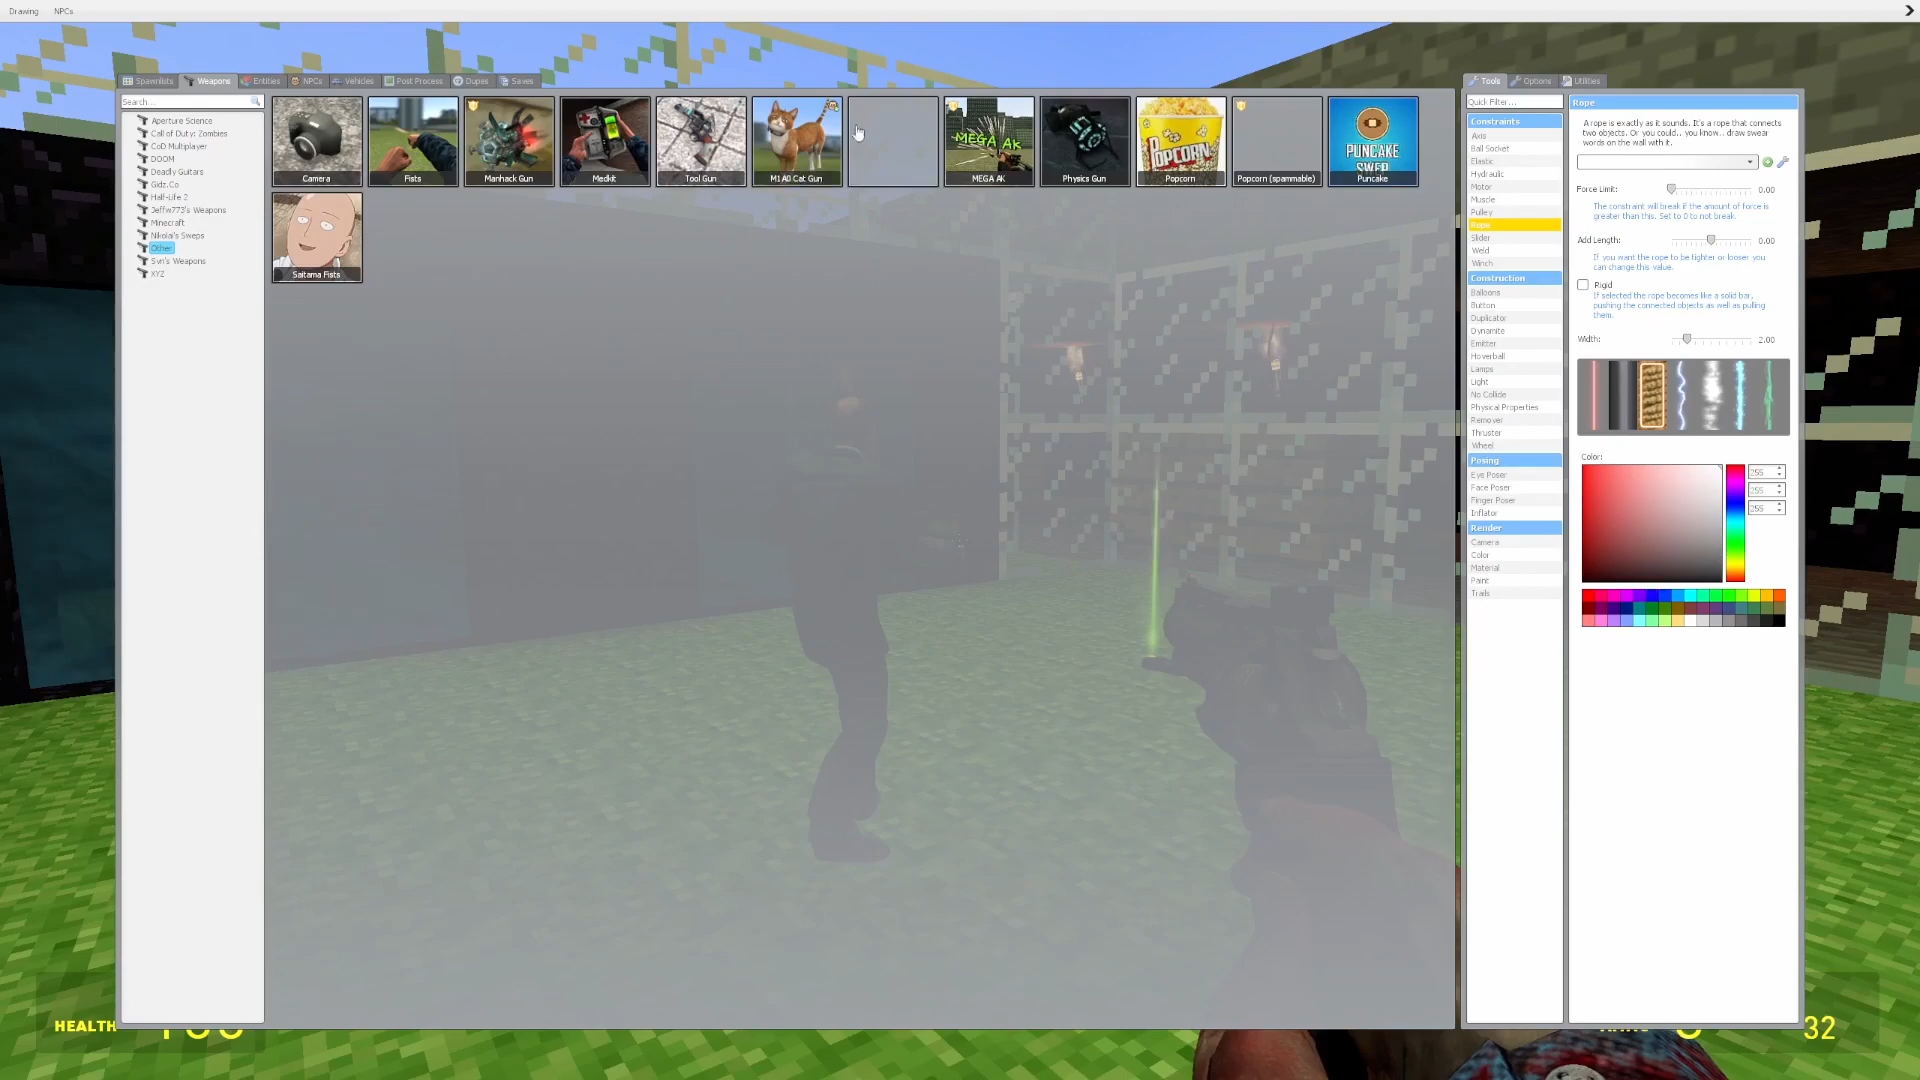 Drawing NPCs
Spawnlists Weapons Entities NPCs Vehicles Post Process Dupes Saves
Search...
Aperture Science
Call of Duty: Zombies
CoD Multiplayer
DOOM
Deadly Guitars
Gidz.Co
Half-Life 2
Jeffw773's Weapons
Minecraft
Nikolai's Sweps
Other
Svn's Weapons
XYZ
Camera
Fists
Manhack Gun
Medkit
Tool Gun
M1A0 Cat Gun
MEGA AK
MEGA AK
Physics Gun
POPCORN
Popcorn
Popcorn (spammable)
PUNCAKE
SWEP
Puncake
Saitama Fists
Tools Options Utilities
Quick Filter...
Constraints
Axis
Ball Socket
Elastic
Hydraulic
Motor
Muscle
Pulley
Rope
Slider
Weld
Winch
Construction
Balloons
Button
Duplicator
Dynamite
Emitter
Hoverball
Lamps
Light
No Collide
Physical Properties
Remover
Thruster
Wheel
Posing
Eye Poser
Face Poser
Finger Poser
Inflator
Render
Camera
Color
Material
Paint
Trails
Rope
A rope is exactly as it sounds. It's a rope that connects
two objects. Or you could... you know... draw swear
words on the wall with it.
Force Limit: 0.00
The constraint will break if the amount of force is
greater than this. Set to 0 to not break.
Add Length: 0.00
If you want the rope to be tighter or looser you
can change this value.
Rigid
If selected the rope becomes like a solid bar,
pushing the connected objects as well as pulling
them.
Width: 2.00
Color:
255
255
255
HEALTH
32